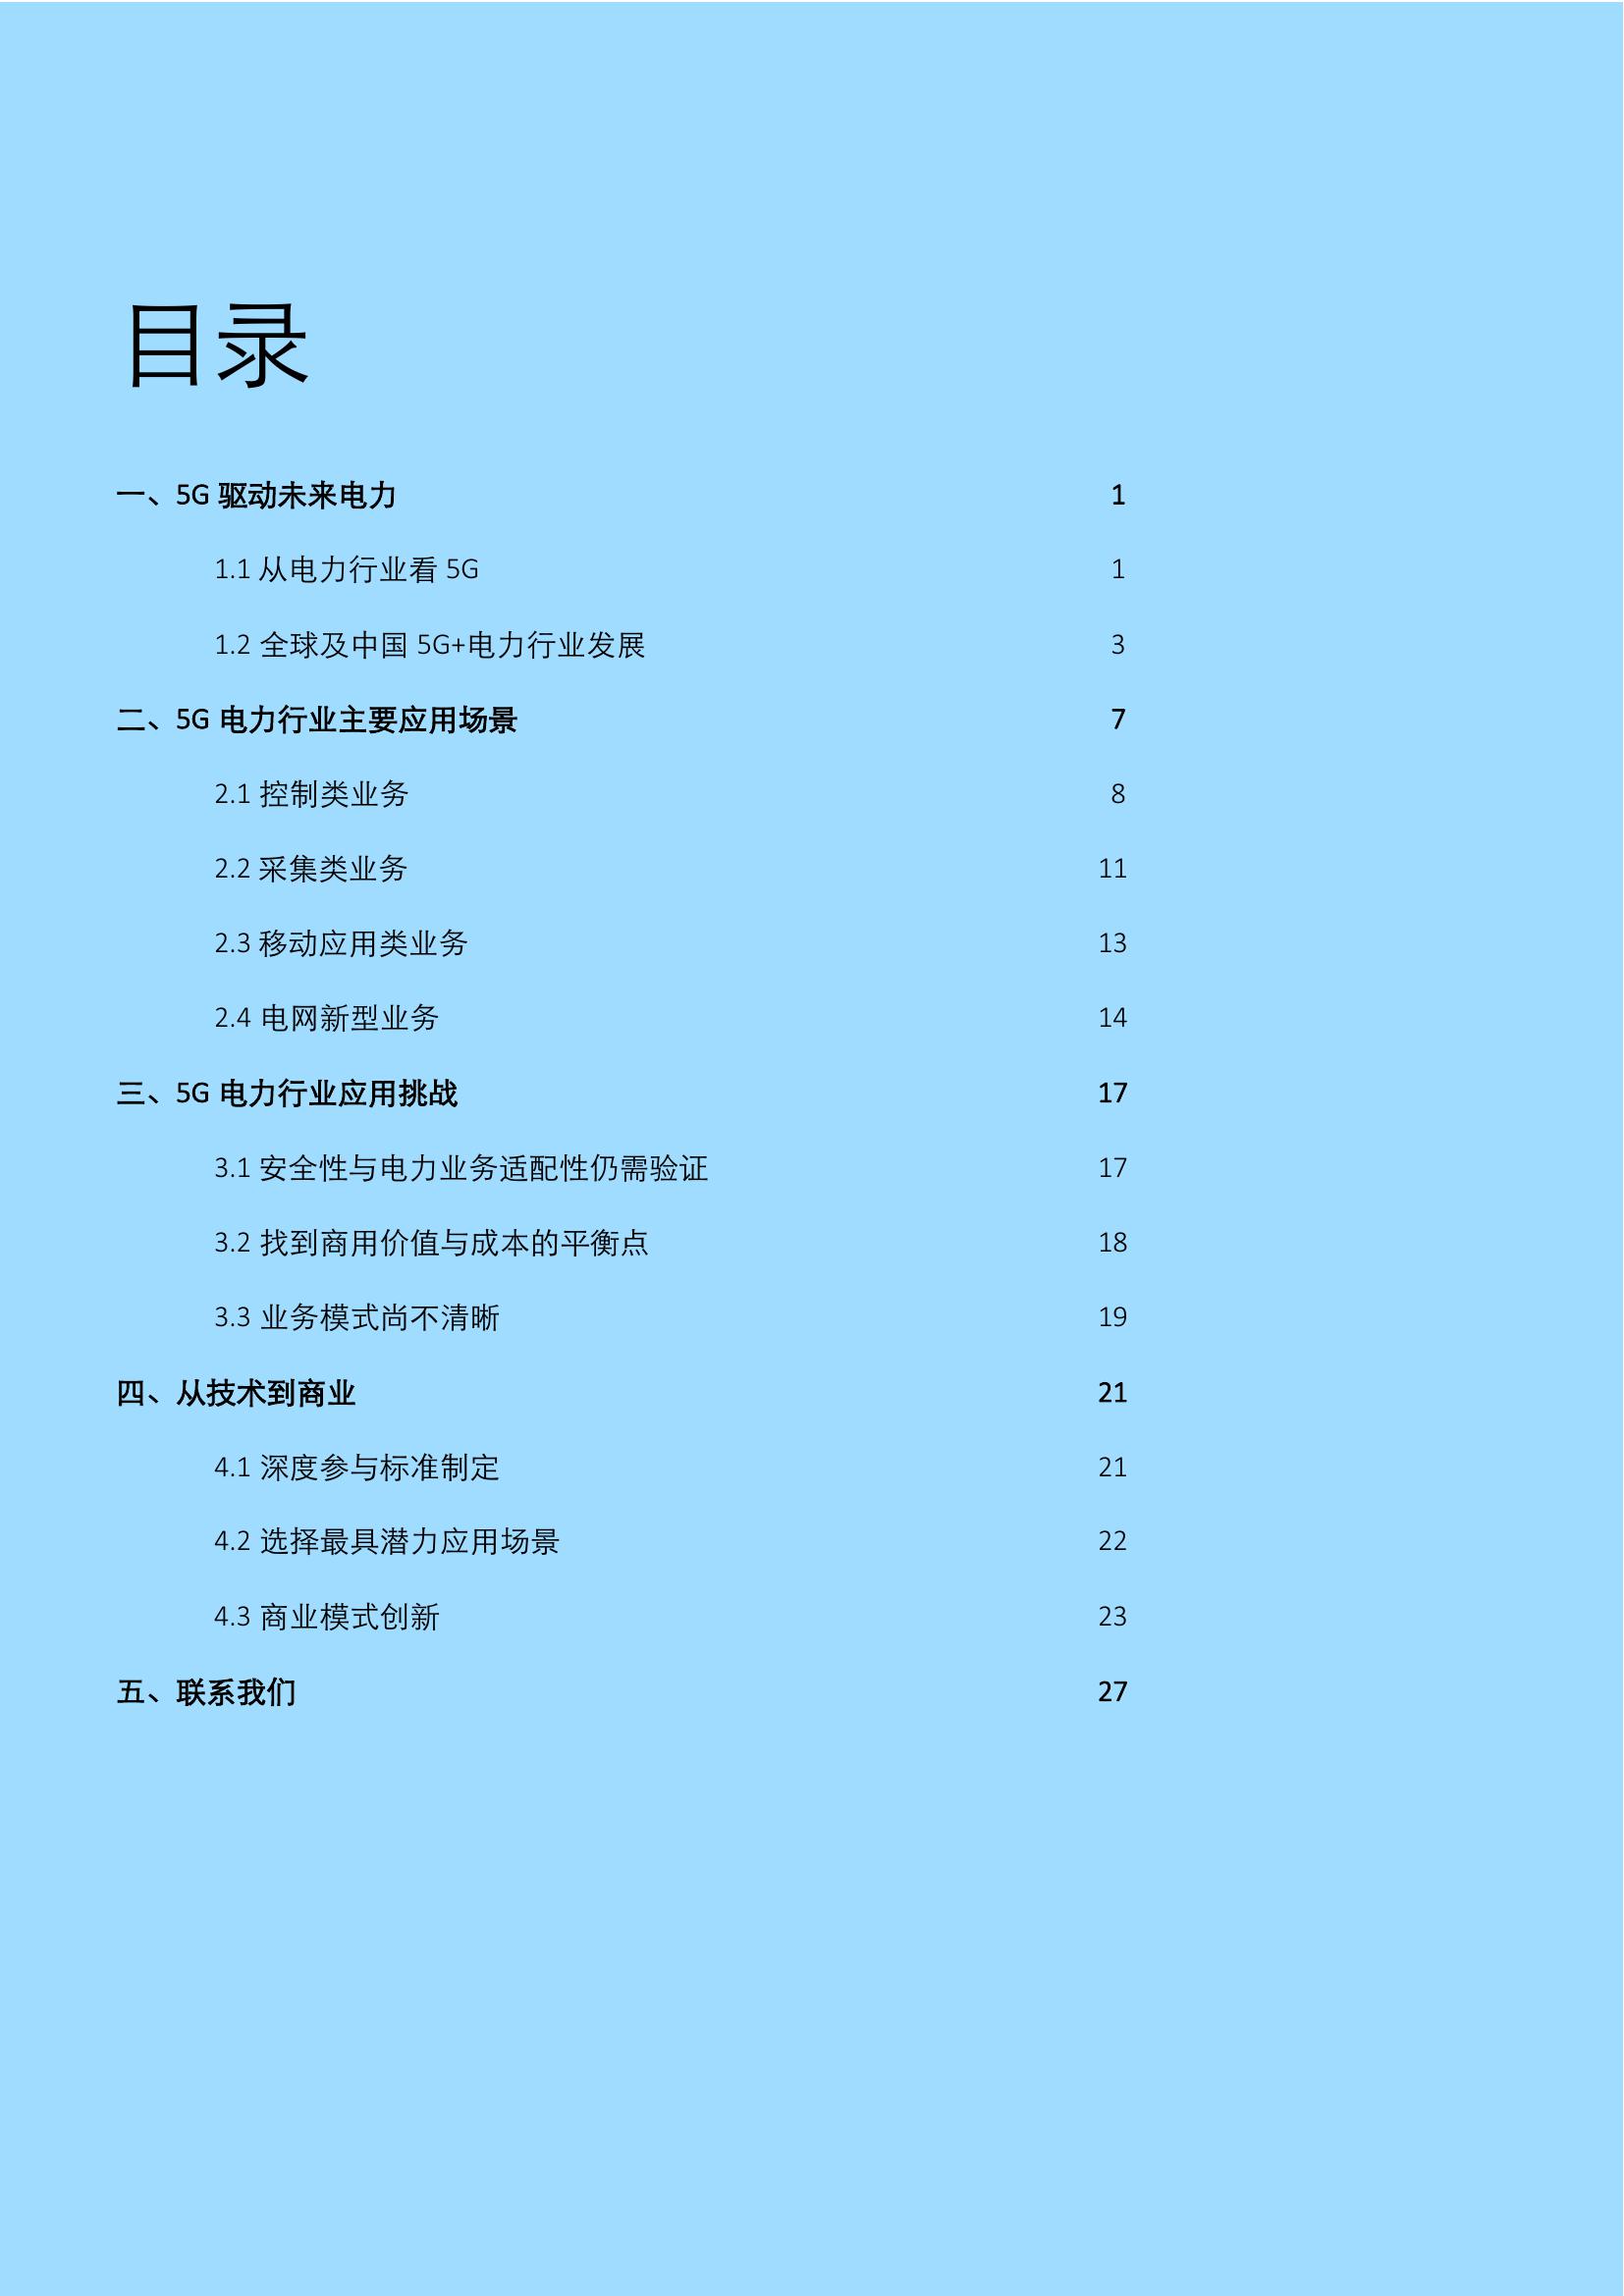 目录
一、5G 驱动未来电力 1
1.1 从电力行业看 5G 1
1.2 全球及中国 5G+电力行业发展 3
二、5G 电力行业主要应用场景 7
2.1 控制类业务 8
2.2 采集类业务 11
2.3 移动应用类业务 13
2.4 电网新型业务 14
三、5G 电力行业应用挑战 17
3.1 安全性与电力业务适配性仍需验证 17
3.2 找到商用价值与成本的平衡点 18
3.3 业务模式尚不清晰 19
四、从技术到商业 21
4.1 深度参与标准制定 21
4.2 选择最具潜力应用场景 22
4.3 商业模式创新 23
五、联系我们 27